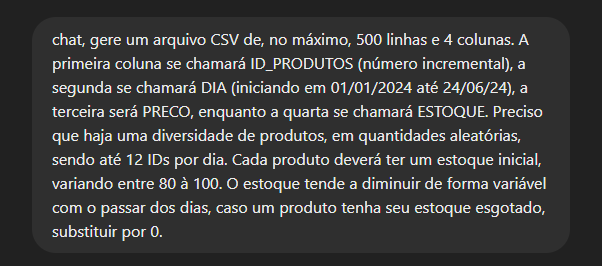 chat, gere um arquivo CSV de, no máximo, 500 linhas e 4 colunas. A
primeira coluna se chamará ID_PRODUTOS (número incremental), a
segunda se chamará DIA (iniciando em 01/01/2024 até 24/06/24), a
terceira será PRECO, enquanto a quarta se chamará ESTOQUE. Preciso
que haja uma diversidade de produtos, em quantidades aleatórias,
sendo até 12 IDs por dia. Cada produto deverá ter um estoque inicial,
variando entre 80 à 100. O estoque tende a diminuir de forma variável
com o passar dos dias, caso um produto tenha seu estoque esgotado,
substituir por 0.